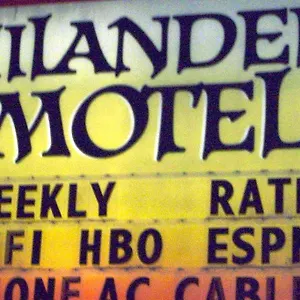 ILANDE
MOTEL
EEKLY RAT
FI HBO ESP
ONE AC CABL